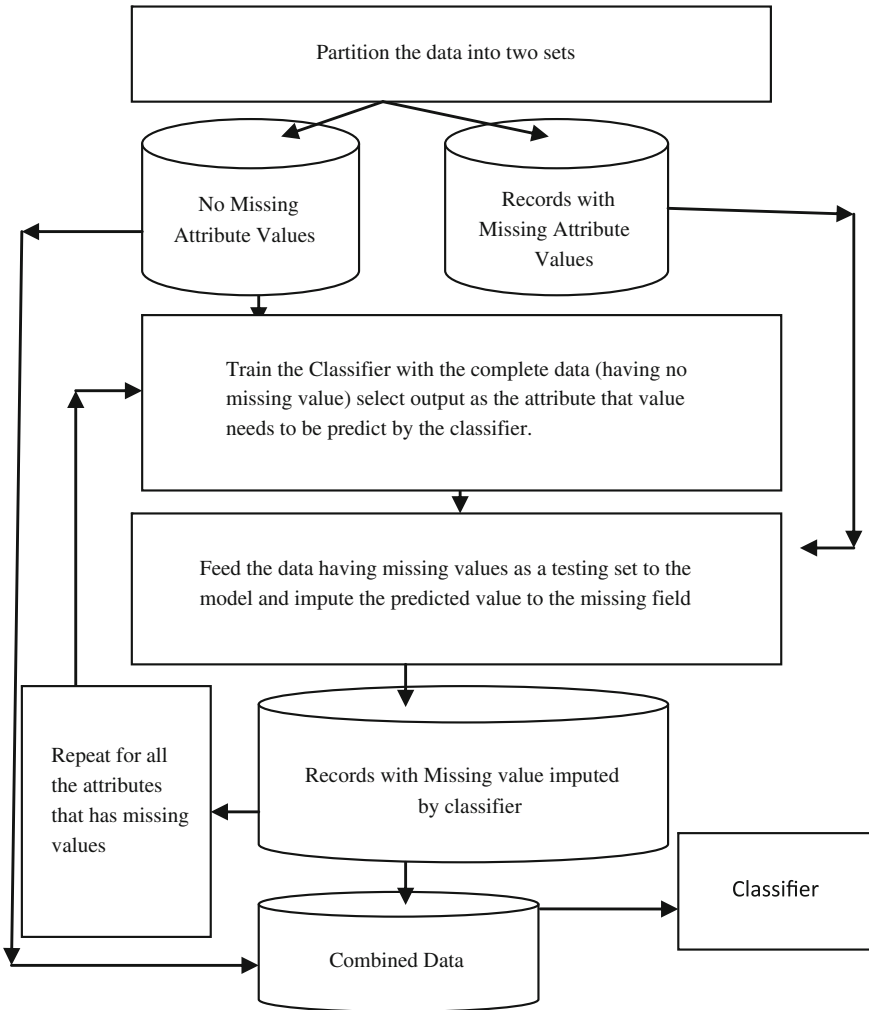 Partition the data into two sets
No Missing
Attribute Values
Records with
Missing Attribute
Values
Train the Classifier with the complete data (having no
missing value) select output as the attribute that value
needs to be predict by the classifier.
Feed the data having missing values as a testing set to the
model and impute the predicted value to the missing field
Repeat for all
the attributes
that has missing
values
Records with Missing value imputed
by classifier
Classifier
Combined Data